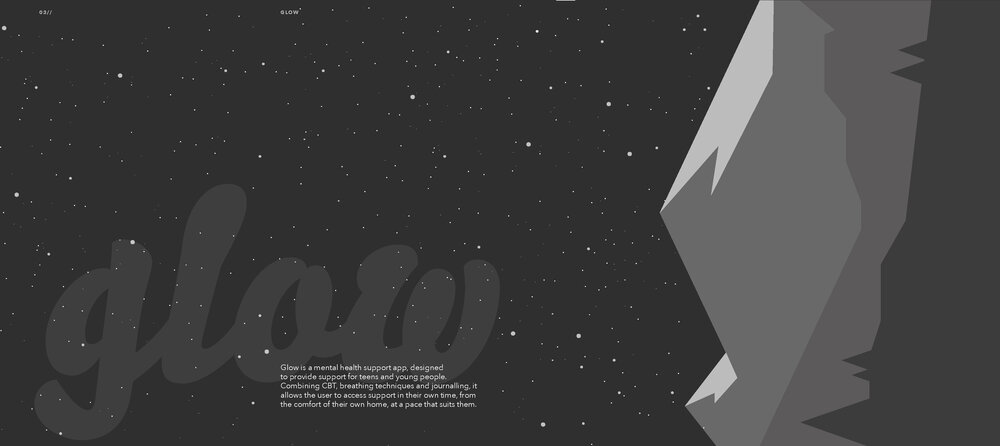 03//
GLOW
glow
Glow is a mental health support app, designed
to provide support for teens and young people.
Combining CBT, breathing techniques and journalling, it
allows the user to access support in their own time, from
the comfort of their own home, at a pace that suits them.